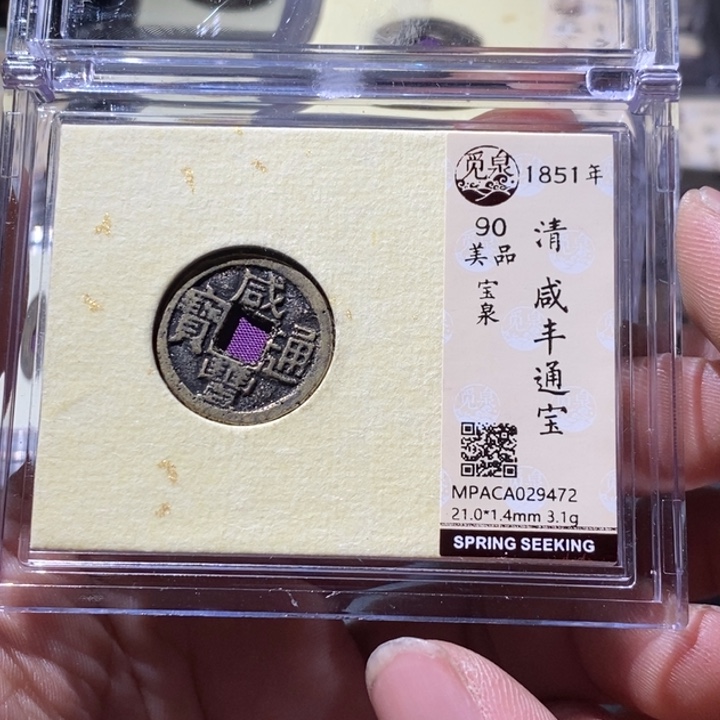 咸豐通寶
觅泉
1851年
90
美品
宝泉
清 咸丰通宝
MPACA029472
21.0*1.4mm 3.1g
SPRING SEEKING